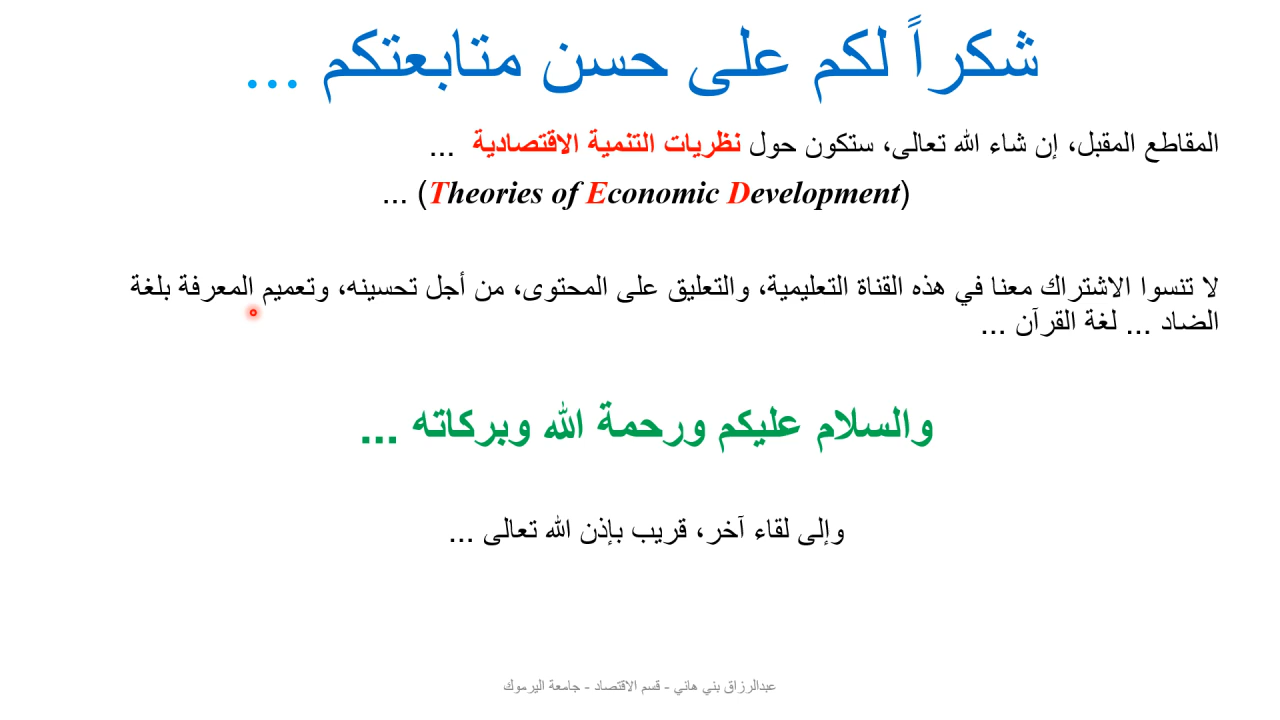 شكراً لكم على حسن متابعتكم ...
المقاطع المقبل، إن شاء الله تعالى، ستكون حول نظريات التنمية الاقتصادية ...
(Theories of Economic Development) ...
لا تنسوا الاشتراك معنا في هذه القناة التعليمية، والتعليق على المحتوى، من أجل تحسينه، وتعميم المعرفة بلغة
الضاد ... لغة القرآن ...
والسلام عليكم ورحمة الله وبركاته ...
وإلى لقاء آخر، قريب بإذن الله تعالى ...
عبدالرزاق بني هاني - قسم الاقتصاد - جامعة اليرموك